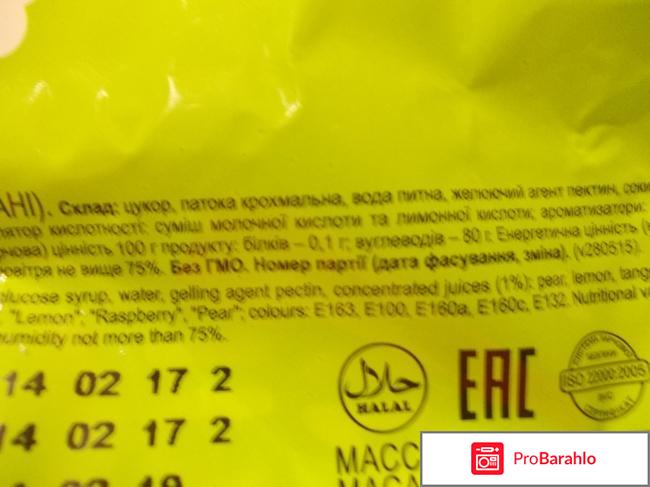 АНІ). Склад: цукор, патока крохмальна, вода питна, желюючий агент пектин, соки
лятор кислотності: суміш молочної кислоти та лимонної кислоти; ароматизатори:
цінність 100 г продукту: білків – 0,1 г; вуглеводів – 80 г. Енергетична цінність
не вище 75%. Без ГМО. Номер партії (дата фасування, зміна). (v280515).
glucose syrup, water, gelling agent pectin, concentrated juices (1%): pear, lemon,
"Lemon", "Raspberry", "Pear"; colours: E163, E100, E160a, E160c, E132. Nutritional
humidity not more than 75%.
14 02 17 2
14 02 17 2
حلال
HALAL
EAC
ISO 22000:2005
МАСС
ProBarahlo